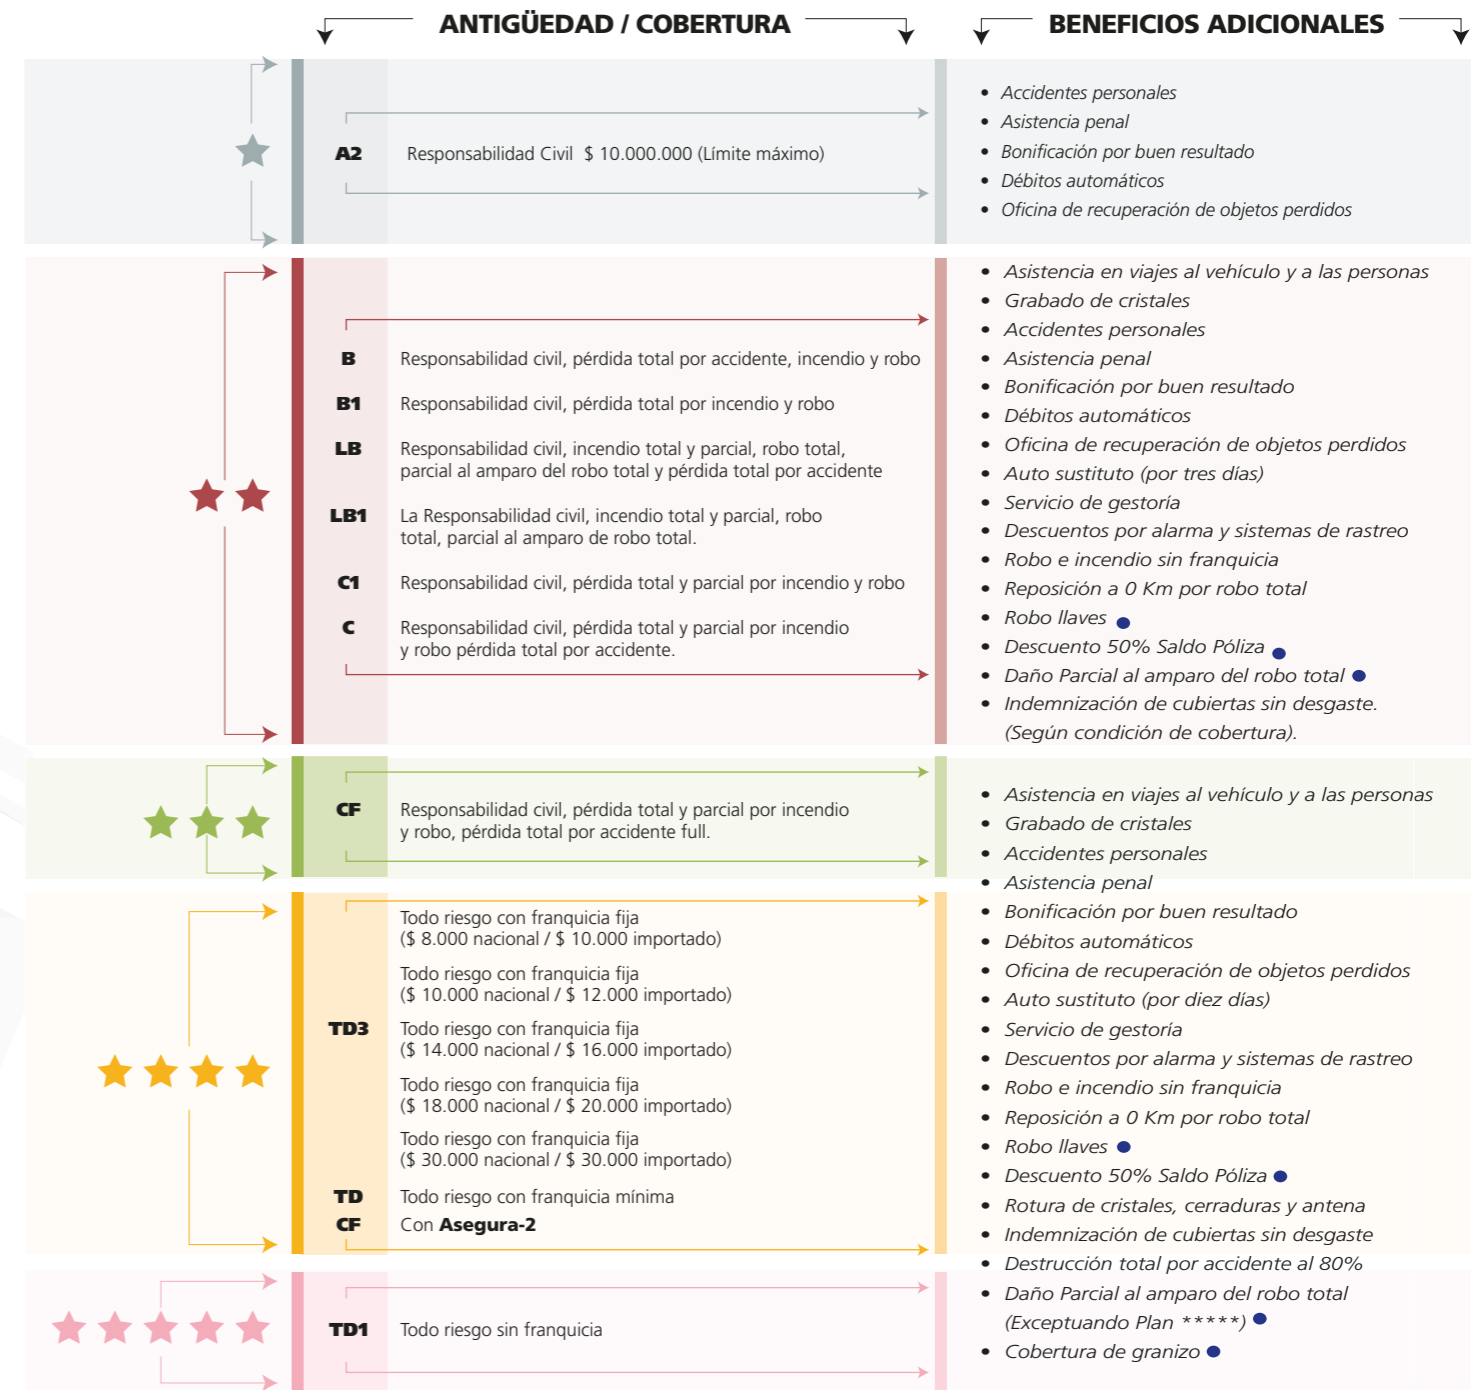 ANTIGÜEDAD / COBERTURA
BENEFICIOS ADICIONALES
A2
Responsabilidad Civil $ 10.000.000 (Límite máximo)
• Accidentes personales
• Asistencia penal
• Bonificación por buen resultado
• Débitos automáticos
• Oficina de recuperación de objetos perdidos
B
Responsabilidad civil, pérdida total por accidente, incendio y robo
B1
Responsabilidad civil, pérdida total por incendio y robo
LB
Responsabilidad civil, incendio total y parcial, robo total,
parcial al amparo del robo total y pérdida total por accidente
LB1
La Responsabilidad civil, incendio total y parcial, robo
total, parcial al amparo de robo total.
C1
Responsabilidad civil, pérdida total y parcial por incendio y robo
C
Responsabilidad civil, pérdida total y parcial por incendio
y robo pérdida total por accidente.
• Asistencia en viajes al vehículo y a las personas
• Grabado de cristales
• Accidentes personales
• Asistencia penal
• Bonificación por buen resultado
• Débitos automáticos
• Oficina de recuperación de objetos perdidos
• Auto sustituto (por tres días)
• Servicio de gestoría
• Descuentos por alarma y sistemas de rastreo
• Robo e incendio sin franquicia
• Reposición a 0 Km por robo total
• Robo llaves
• Descuento 50% Saldo Póliza
• Daño Parcial al amparo del robo total
• Indemnización de cubiertas sin desgaste.
(Según condición de cobertura).
CF
Responsabilidad civil, pérdida total y parcial por incendio
y robo, pérdida total por accidente full.
Todo riesgo con franquicia fija
($ 8.000 nacional / $ 10.000 importado)
Todo riesgo con franquicia fija
($ 10.000 nacional / $ 12.000 importado)
TD3
Todo riesgo con franquicia fija
($ 14.000 nacional / $ 16.000 importado)
Todo riesgo con franquicia fija
($ 18.000 nacional / $ 20.000 importado)
Todo riesgo con franquicia fija
($ 30.000 nacional / $ 30.000 importado)
TD
Todo riesgo con franquicia mínima
CF
Con Asegura-2
TD1
Todo riesgo sin franquicia
• Asistencia en viajes al vehículo y a las personas
• Grabado de cristales
• Accidentes personales
• Asistencia penal
• Bonificación por buen resultado
• Débitos automáticos
• Oficina de recuperación de objetos perdidos
• Auto sustituto (por diez días)
• Servicio de gestoría
• Descuentos por alarma y sistemas de rastreo
• Robo e incendio sin franquicia
• Reposición a 0 Km por robo total
• Robo llaves
• Descuento 50% Saldo Póliza
• Rotura de cristales, cerraduras y antena
• Indemnización de cubiertas sin desgaste
• Destrucción total por accidente al 80%
• Daño Parcial al amparo del robo total
(Exceptuando Plan *****)
• Cobertura de granizo